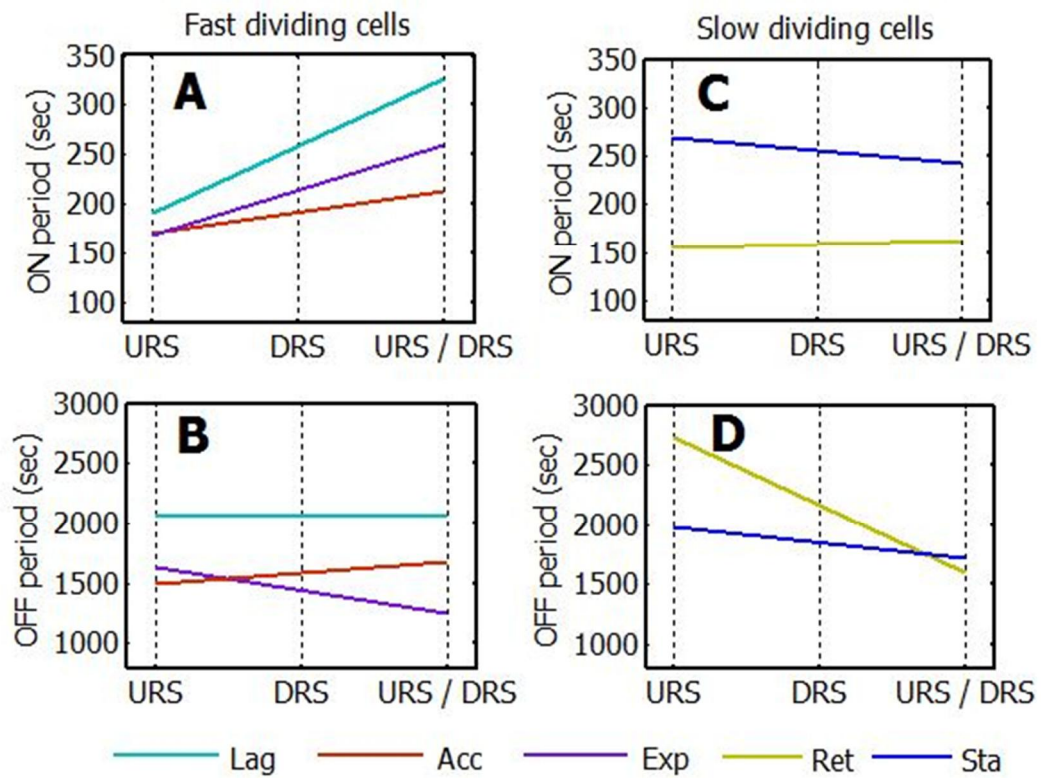 Fast dividing cells
Slow dividing cells
A
ON period (sec)
350
300
250
200
150
100
URS DRS URS / DRS
C
ON period (sec)
350
300
250
200
150
100
URS DRS URS / DRS
B
OFF period (sec)
3000
2500
2000
1500
1000
URS DRS URS / DRS
D
OFF period (sec)
3000
2500
2000
1500
1000
URS DRS URS / DRS
Lag Acc Exp Ret Sta